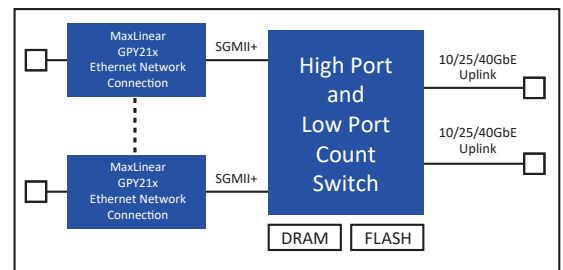 MaxLinear
GPY21x
Ethernet Network
Connection
SGMII+
High Port
and
Low Port
Count
Switch
10/25/40GbE
Uplink
10/25/40GbE
Uplink
MaxLinear
GPY21x
Ethernet Network
Connection
SGMII+
DRAM
FLASH